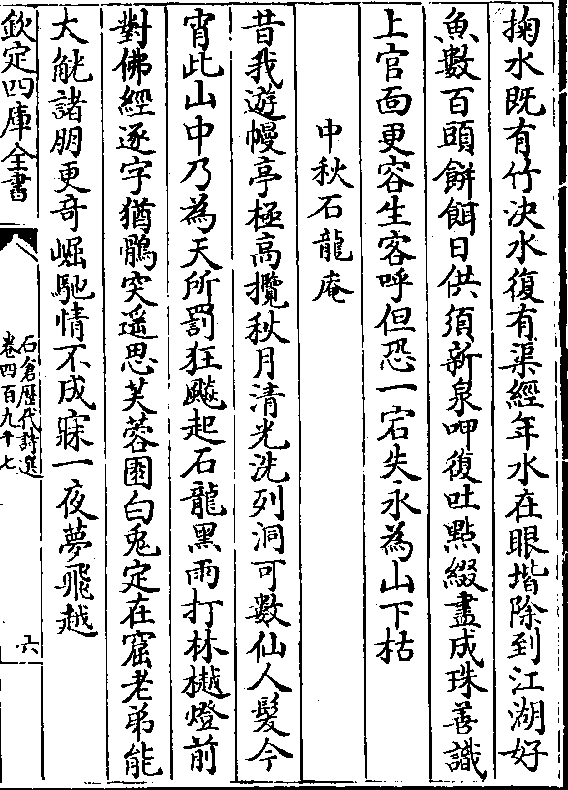 掬水既有竹決水復有渠經年水在眼堦除到江湖好
魚數百頭餅餌日供須新泉呷復吐點綴盡成珠善識
上官面更容生客呼但恐一宕失永為山下枯
中秋石龍庵
昔我遊幔亭極高攬秋月清光洗列洞可數仙人髮今
宵此山中乃為天所罰狂飈起石龍黑雨打林樾燈前
對佛經逐字猶鶻突遥思芙蓉園白兎定在窟老弟能
大觥諸朋更奇崛馳情不成寐一夜夢飛越
欽定四庫全書
石倉歴代詩選
卷四百九十七
六